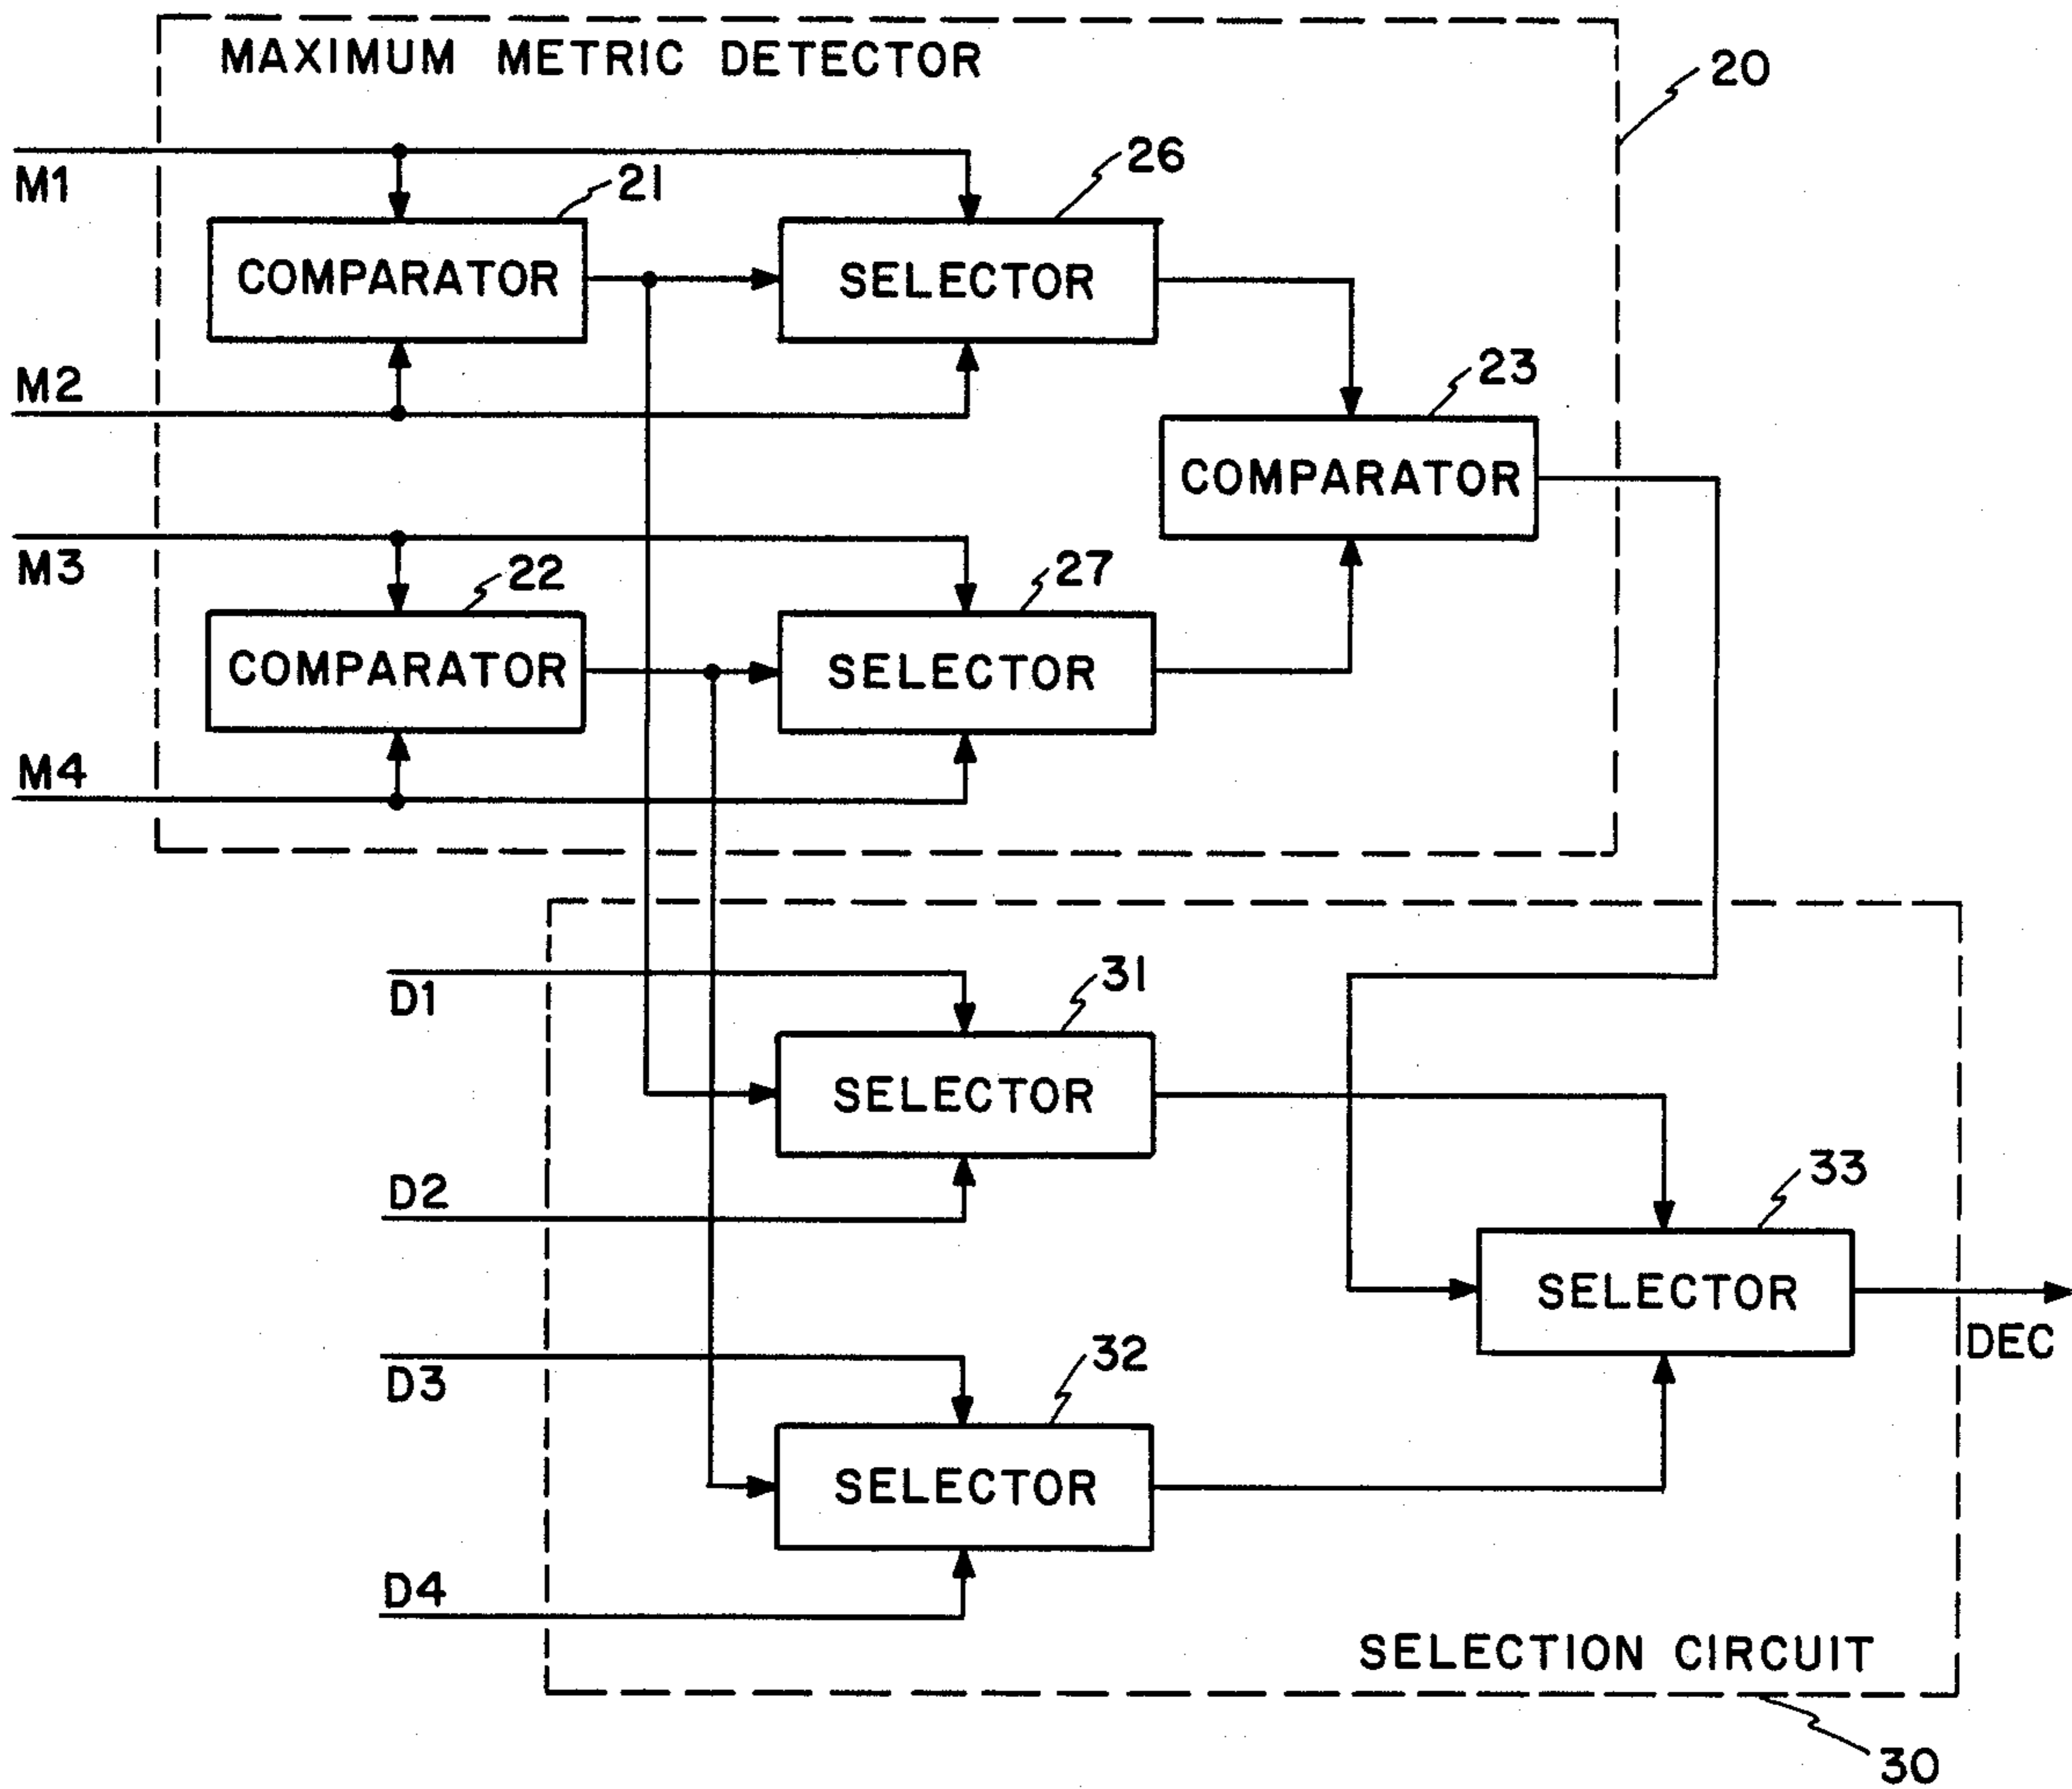 MAXIMUM METRIC DETECTOR
20
M1
21
26
COMPARATOR
SELECTOR
M2
23
COMPARATOR
M3
22
27
COMPARATOR
SELECTOR
M4
D1
31
SELECTOR
D2
33
SELECTOR
DEC
D3
32
SELECTOR
D4
SELECTION CIRCUIT
30